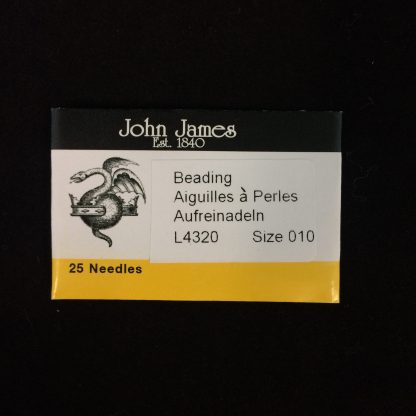 John James
Est. 1840
Beading
Aiguilles à Perles
Aufreinadeln
L4320 Size 010
25 Needles